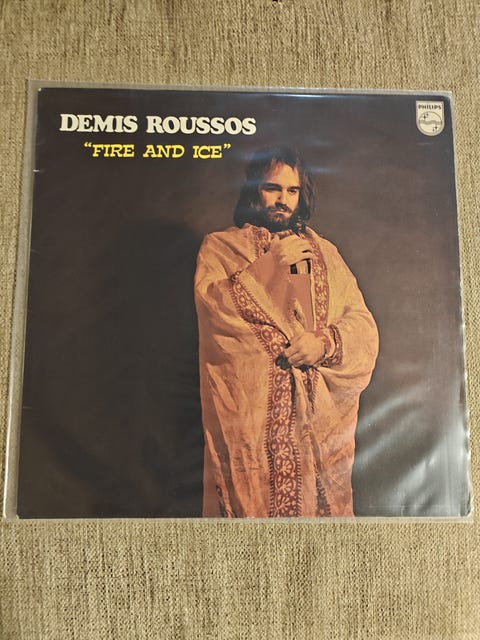 DEMIS ROUSSOS
"FIRE AND ICE"
PHILIPS